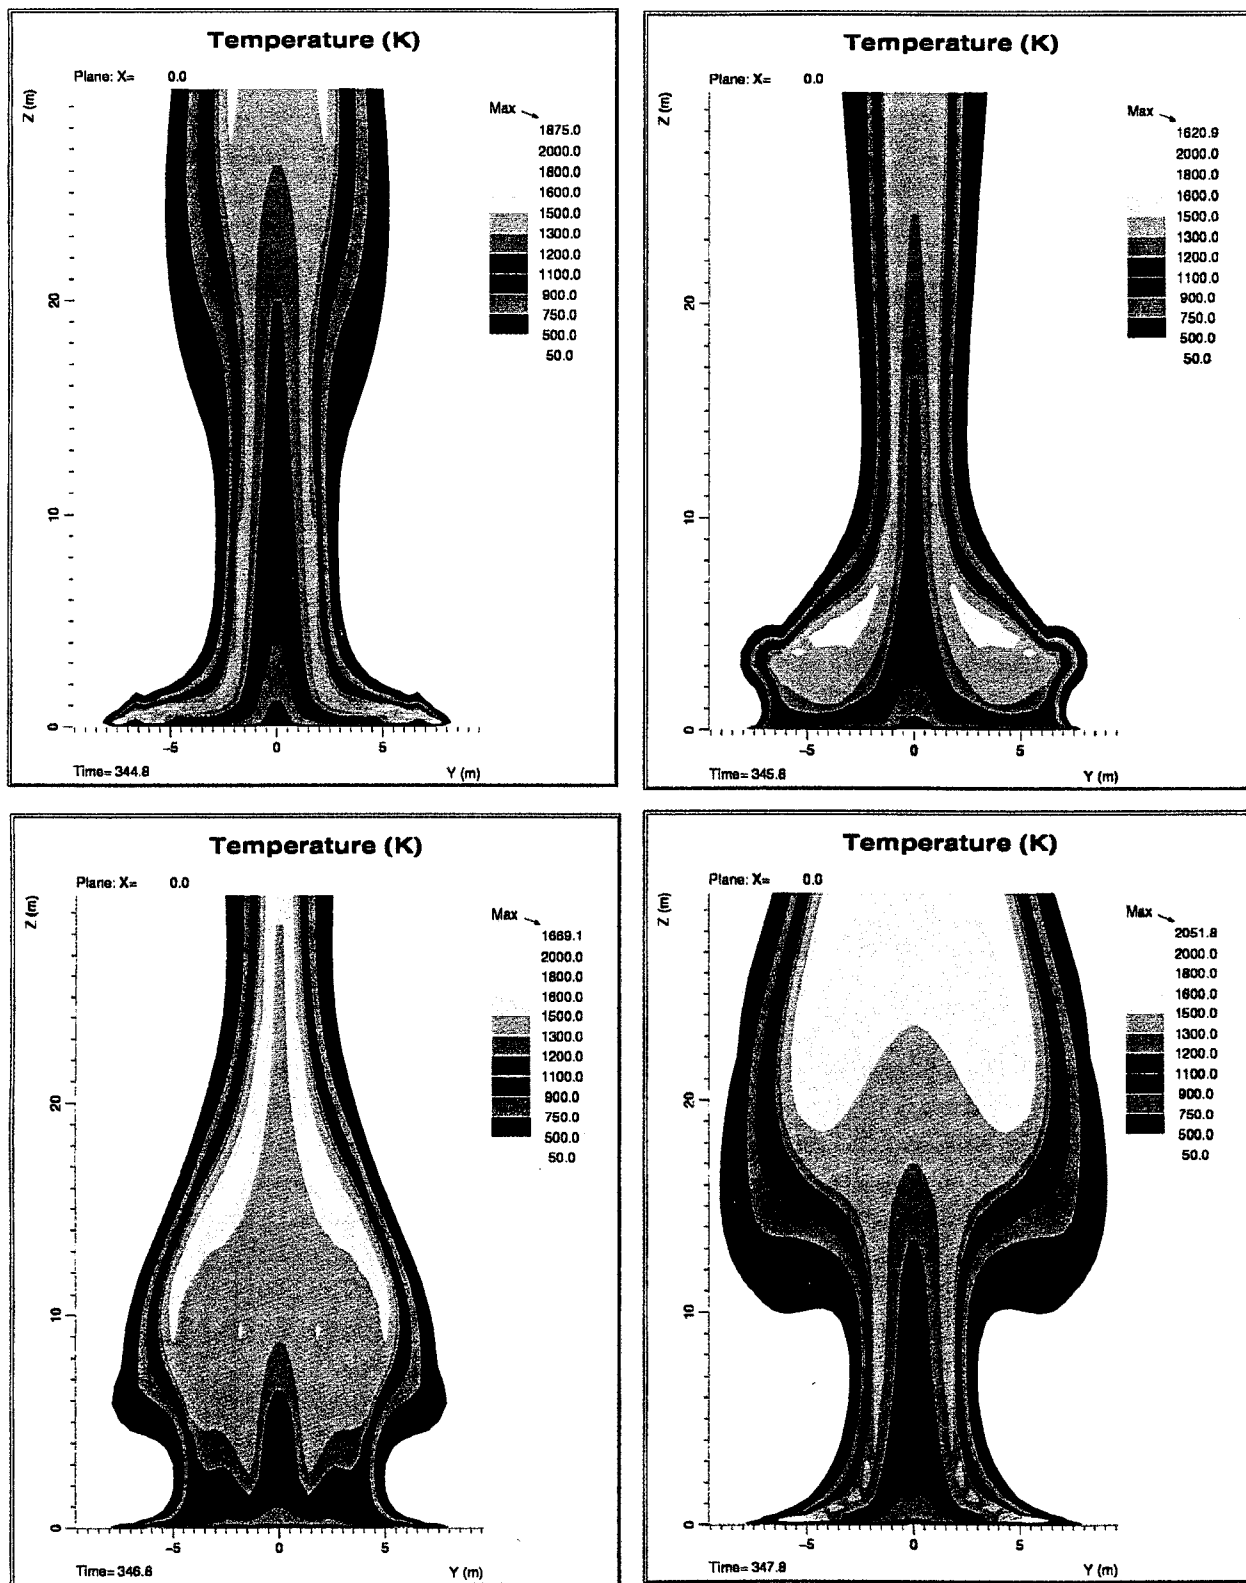 Temperature (K)
Plane: X= 0.0
Z (m)
Max
1875.0
2000.0
1800.0
1600.0
1500.0
1300.0
1200.0
1100.0
900.0
750.0
500.0
50.0
20
10
0
-5 0 5
Time= 344.8 Y (m)
Temperature (K)
Plane: X= 0.0
Z (m)
Max
1620.9
2000.0
1800.0
1600.0
1500.0
1300.0
1200.0
1100.0
900.0
750.0
500.0
50.0
20
10
0
-5 0 5
Time= 345.8 Y (m)
Temperature (K)
Plane: X= 0.0
Z (m)
Max
1669.1
2000.0
1800.0
1600.0
1500.0
1300.0
1200.0
1100.0
900.0
750.0
500.0
50.0
20
10
0
-5 0 5
Time= 346.8 Y (m)
Temperature (K)
Plane: X= 0.0
Z (m)
Max
2051.8
2000.0
1800.0
1600.0
1500.0
1300.0
1200.0
1100.0
900.0
750.0
500.0
50.0
20
10
0
-5 0 5
Time= 347.8 Y (m)